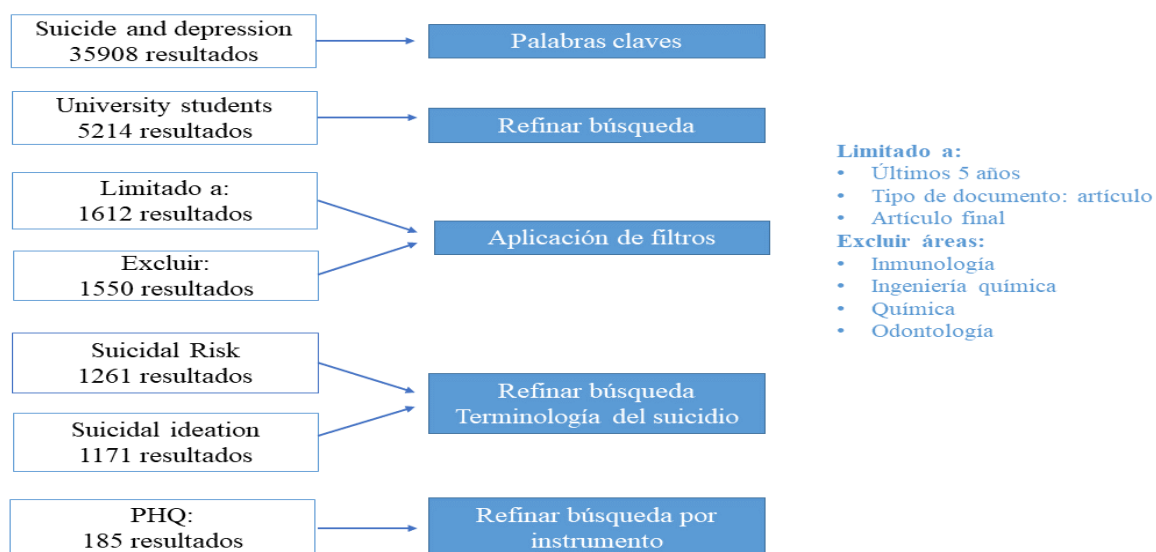 Suicide and depression
35908 resultados
Palabras claves
University students
5214 resultados
Refinar búsqueda
Limitado a:
1612 resultados
Excluir:
1550 resultados
Aplicación de filtros
Suicidal Risk
1261 resultados
Suicidal ideation
1171 resultados
Refinar búsqueda
Terminología del suicidio
PHQ:
185 resultados
Refinar búsqueda por
instrumento
Limitado a:
• Últimos 5 años
• Tipo de documento: artículo
• Artículo final
Excluir áreas:
• Inmunología
• Ingeniería química
• Química
• Odontología